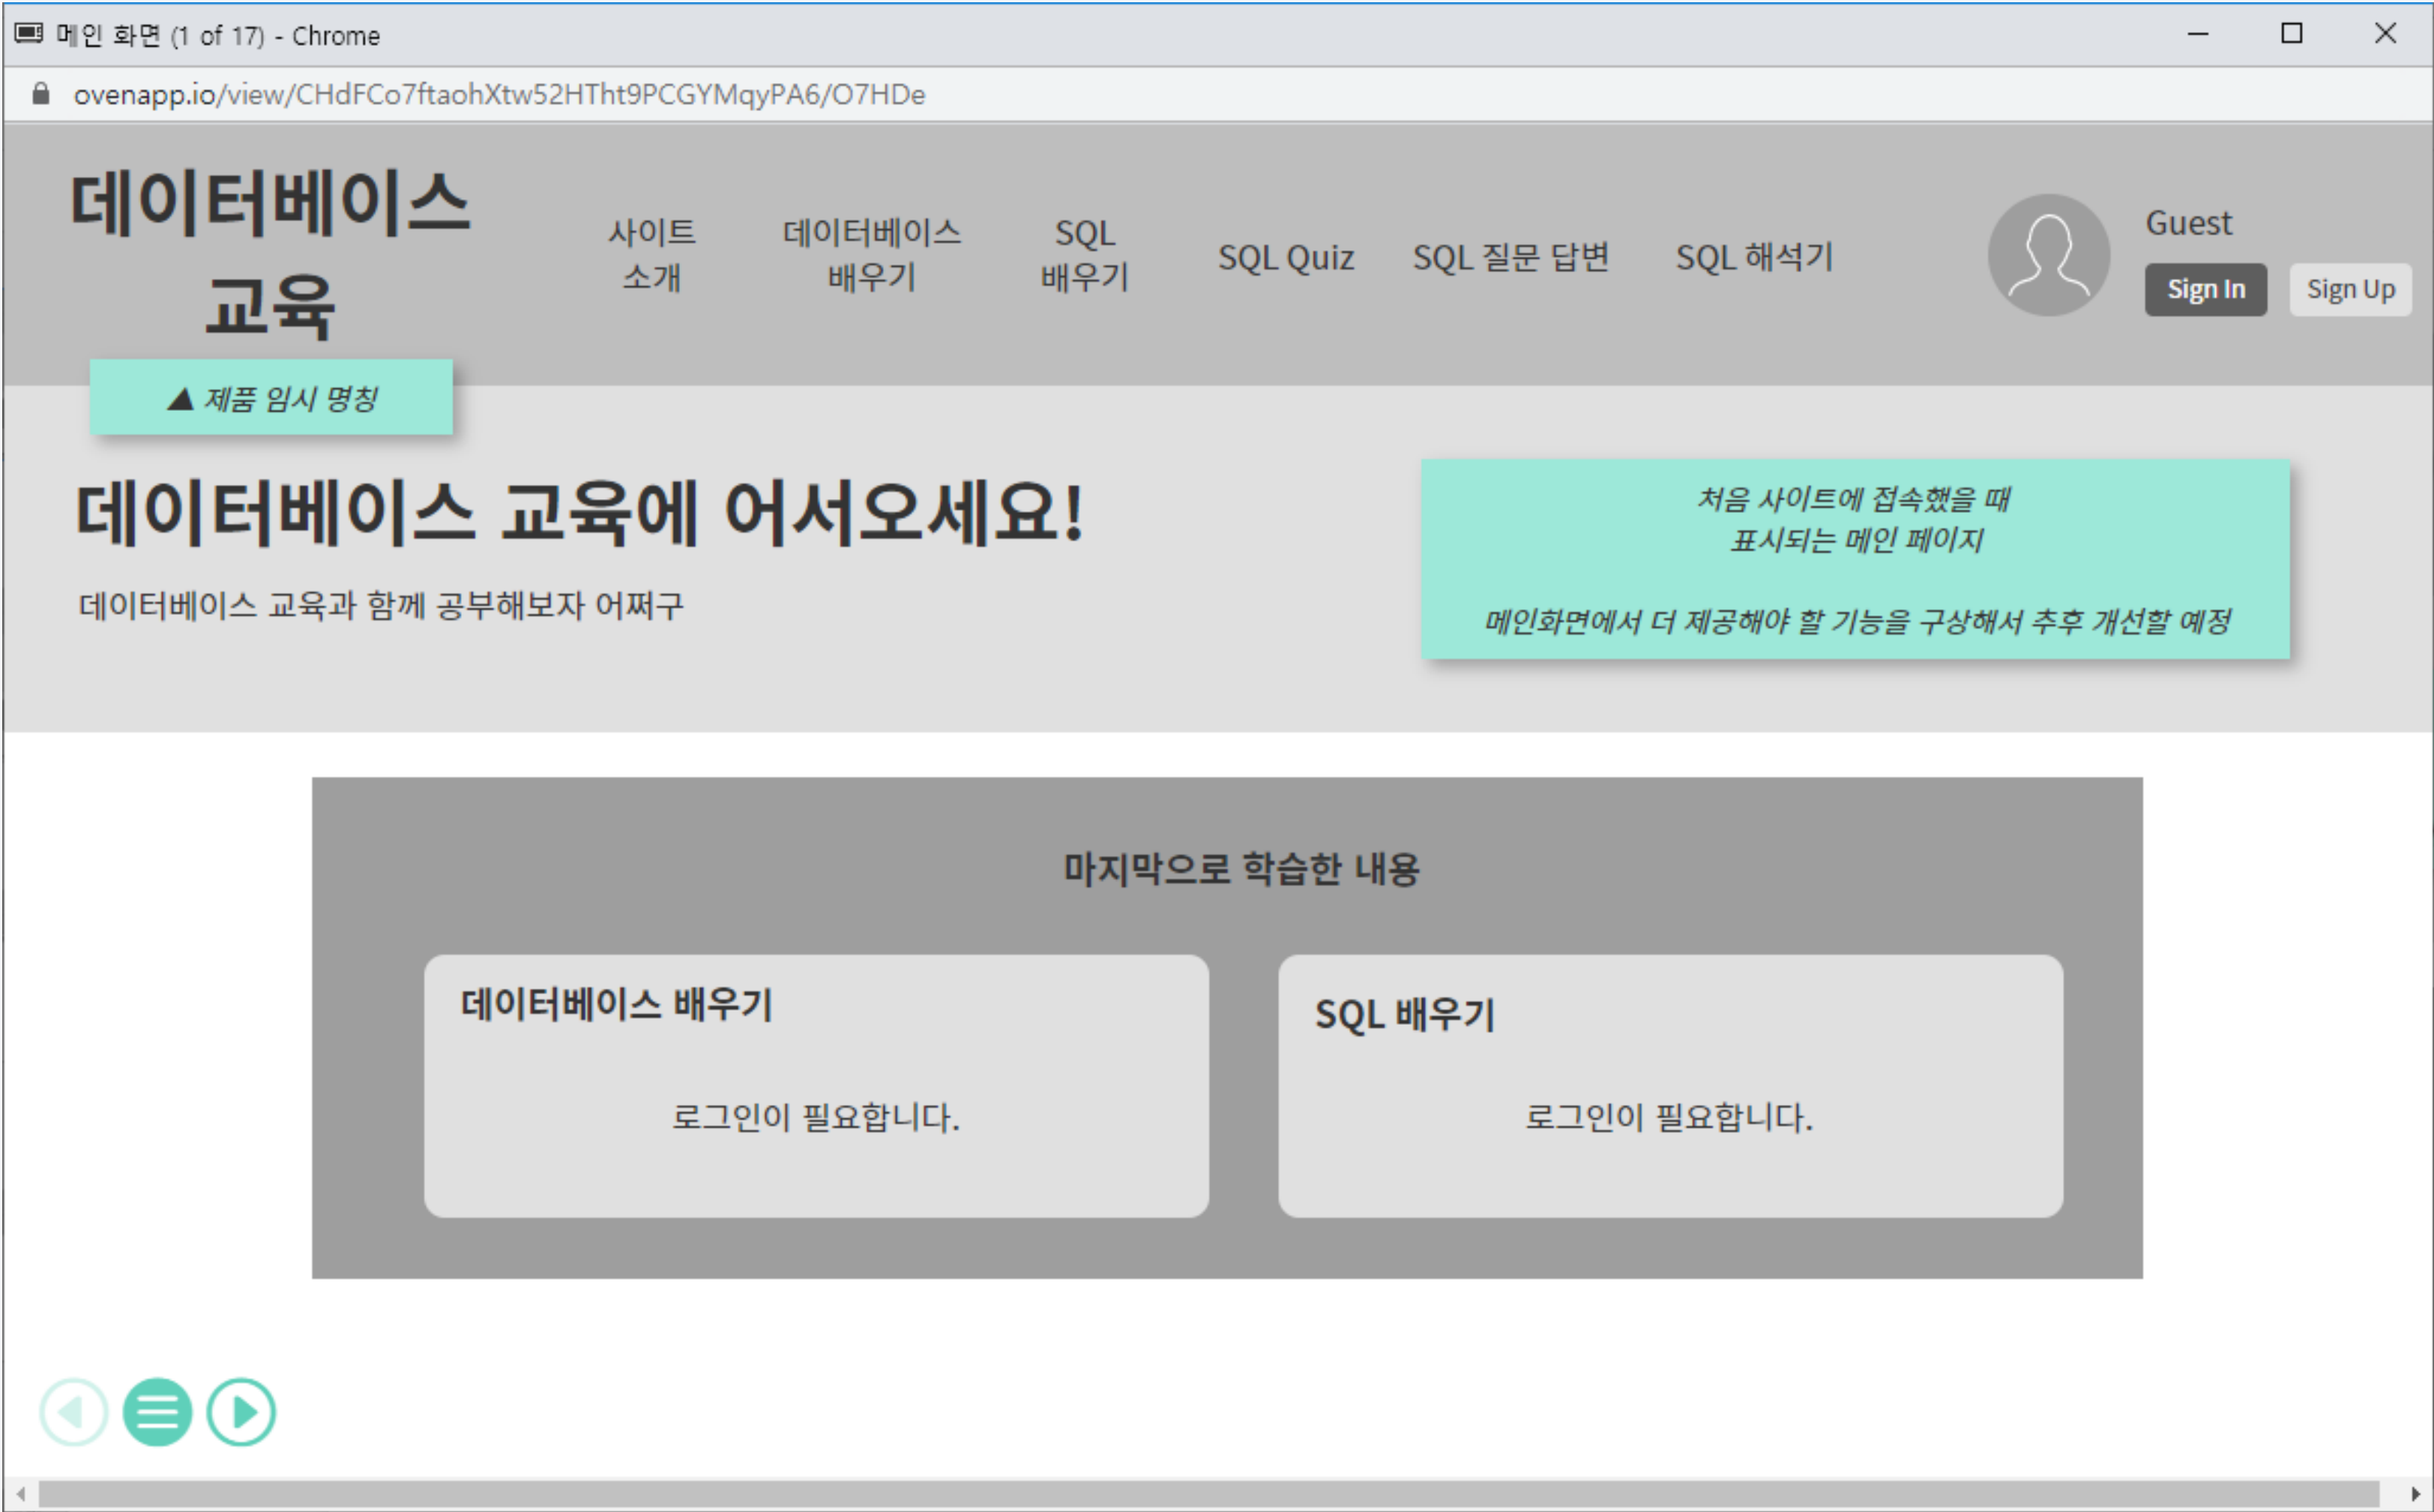 메인 화면 (1 of 17) - Chrome
ovenapp.io/view/CHdFCo7ftaohXtw52HTht9PCGYMqyPA6/O7HDe
데이터베이스
교육
사이트
소개
데이터베이스
배우기
SQL
배우기
SQL Quiz
SQL 질문 답변
SQL 해석기
Guest
Sign In
Sign Up
▲ 제품 임시 명칭
데이터베이스 교육에 어서오세요!
데이터베이스 교육과 함께 공부해보자 어쩌구
처음 사이트에 접속했을 때
표시되는 메인 페이지
메인화면에서 더 제공해야 할 기능을 구상해서 추후 개선할 예정
마지막으로 학습한 내용
데이터베이스 배우기
로그인이 필요합니다.
SQL 배우기
로그인이 필요합니다.